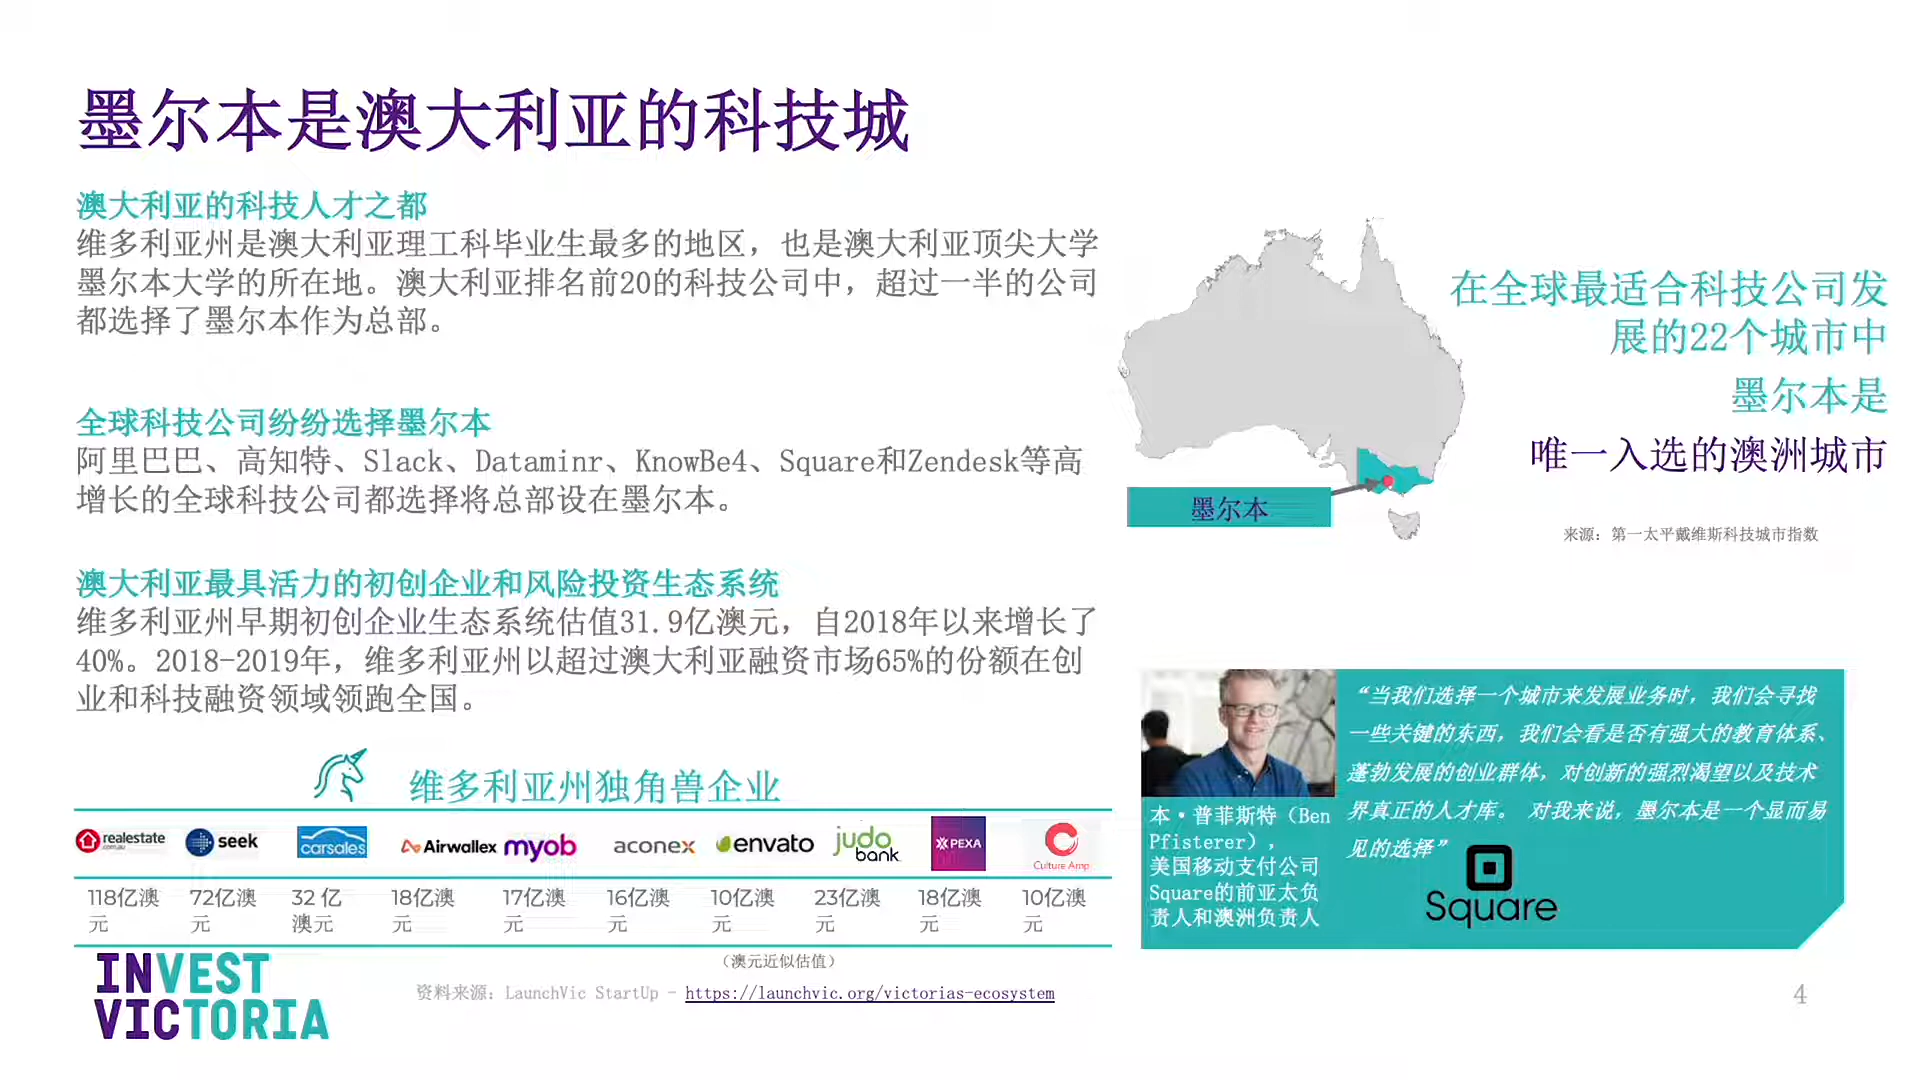 墨尔本是澳大利亚的科技城
澳大利亚的科技人才之都
维多利亚州是澳大利亚理工科毕业生最多的地区，也是澳大利亚顶尖大学
墨尔本大学的所在地。澳大利亚排名前20的科技公司中，超过一半的公司
都选择了墨尔本作为总部。
全球科技公司纷纷选择墨尔本
阿里巴巴、高知特、Slack、Dataminr、KnowBe4、Square和Zendesk等高
增长的全球科技公司都选择将总部设在墨尔本。
澳大利亚最具活力的初创企业和风险投资生态系统
维多利亚州早期初创企业生态系统估值31.9亿澳元，自2018年以来增长了
40%。2018-2019年，维多利亚州以超过澳大利亚融资市场65%的份额在创
业和科技融资领域领跑全国。
维多利亚州独角兽企业
realestate
.com.au
seek
carsales
Airwallex
myob
aconex
envato
judo
bank
PEXA
Culture Amp
118亿澳
元
72亿澳
元
32 亿
澳元
18亿澳
元
17亿澳
元
16亿澳
元
10亿澳
元
23亿澳
元
18亿澳
元
10亿澳
元
（澳元近似估值）
INVEST
VICTORIA
资料来源：LaunchVic StartUp - https://launchvic.org/victorias-ecosystem
墨尔本
在全球最适合科技公司发
展的22个城市中
墨尔本是
唯一入选的澳洲城市
来源：第一太平戴维斯科技城市指数
本·普菲斯特（Ben
Pfisterer），
美国移动支付公司
Square的前亚太负
责人和澳洲负责人
“当我们选择一个城市来发展业务时，我们会寻找
一些关键的东西，我们会看是否有强大的教育体系、
蓬勃发展的创业群体，对创新的强烈渴望以及技术
界真正的人才库。 对我来说，墨尔本是一个显而易
见的选择”
Square
4